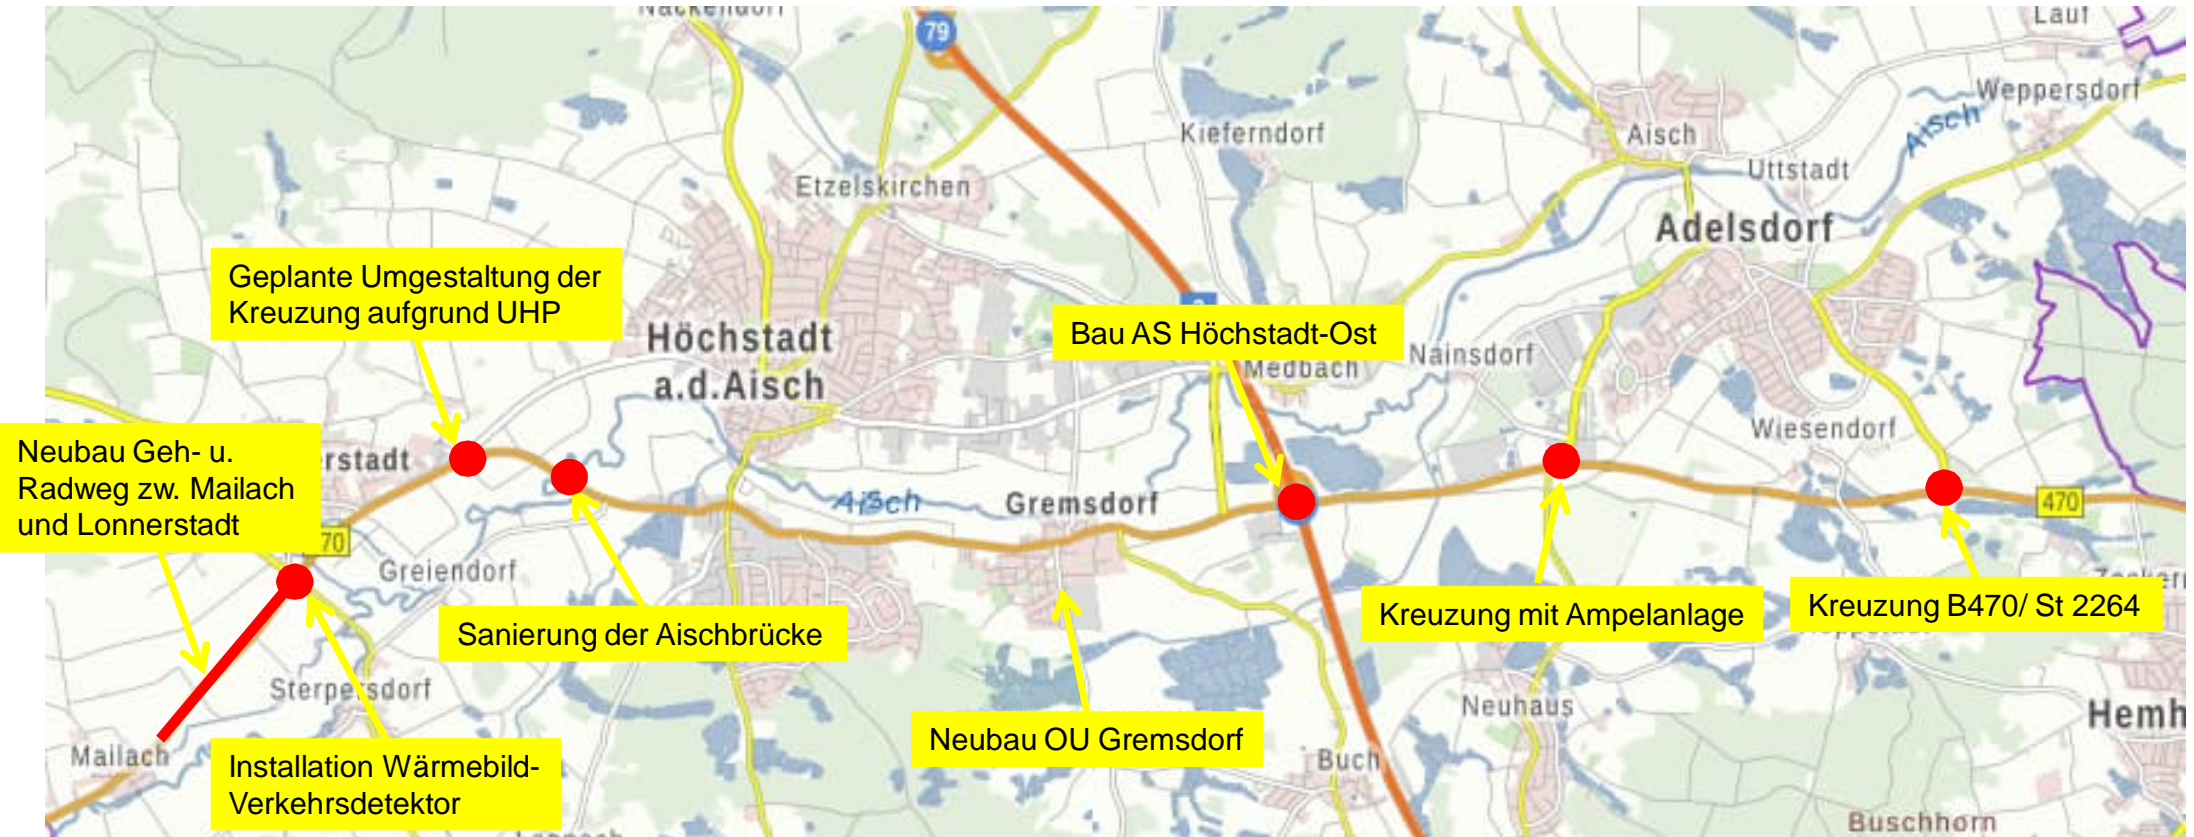 Nackendorf
79
Lauf
Weppersdorf
Aisch
Kieferndorf
Aisch
Uttstadt
Etzelskirchen
Adelsdorf
Geplante Umgestaltung der
Kreuzung aufgrund UHP
Höchstadt
a.d.Aisch
Bau AS Höchstadt-Ost
Medbach
Nainsdorf
Wiesendorf
Neubau Geh- u.
Radweg zw. Mailach
und Lonnerstadt
rstadt
70
Aisch
Gremsdorf
470
Greiendorf
Sanierung der Aischbrücke
Kreuzung mit Ampelanlage
Kreuzung B470/ St 2264
Sterpersdorf
Neuhaus
Hemh
Mailach
Installation Wärmebild-
Verkehrsdetektor
Neubau OU Gremsdorf
Buch
Buschhorn